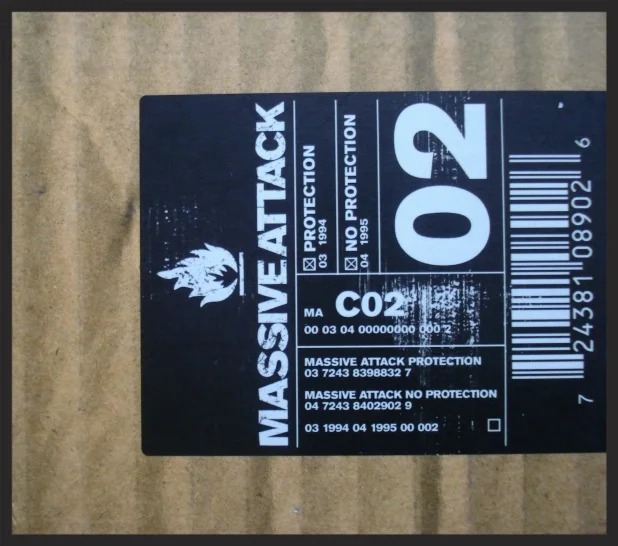 MASSIVE ATTACK
PROTECTION
03 1994
NO PROTECTION
04 1995
02
MA C02
00 03 04 00000000 000 2
MASSIVE ATTACK PROTECTION
03 7243 8398832 7
MASSIVE ATTACK NO PROTECTION
04 7243 8402902 9
03 1994 04 1995 00 002
7 24381 08902 6